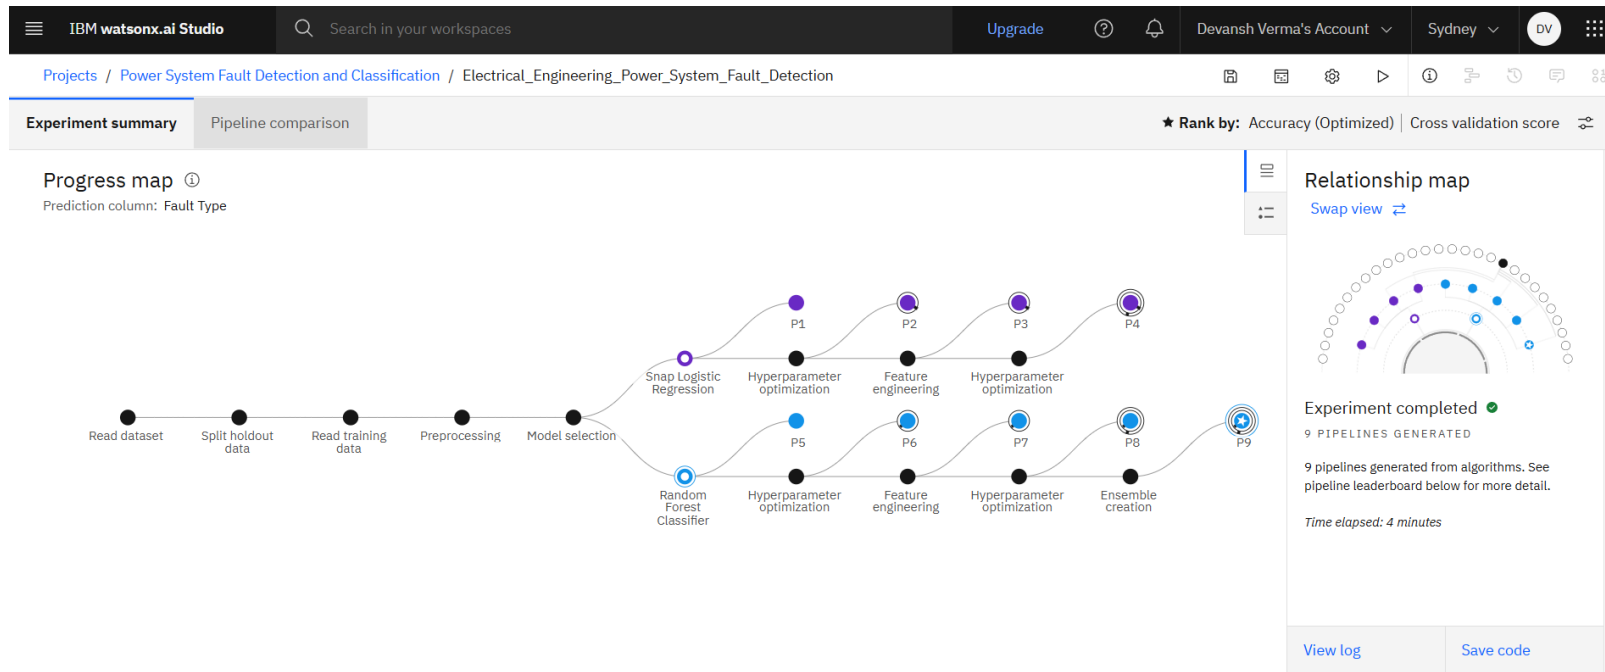 IBM watsonx.ai Studio
Search in your workspaces
Upgrade
Devansh Verma's Account
Sydney
DV
Projects / Power System Fault Detection and Classification / Electrical_Engineering_Power_System_Fault_Detection
Experiment summary
Pipeline comparison
Rank by: Accuracy (Optimized) | Cross validation score
Progress map
Prediction column: Fault Type
P1
P2
P3
P4
Snap Logistic
Regression
Hyperparameter
optimization
Feature
engineering
Hyperparameter
optimization
Read dataset
Split holdout
data
Read training
data
Preprocessing
Model selection
P5
P6
P7
P8
P9
Random
Forest
Classifier
Hyperparameter
optimization
Feature
engineering
Hyperparameter
optimization
Ensemble
creation
Relationship map
Swap view
Experiment completed
9 PIPELINES GENERATED
9 pipelines generated from algorithms. See
pipeline leaderboard below for more detail.
Time elapsed: 4 minutes
View log
Save code